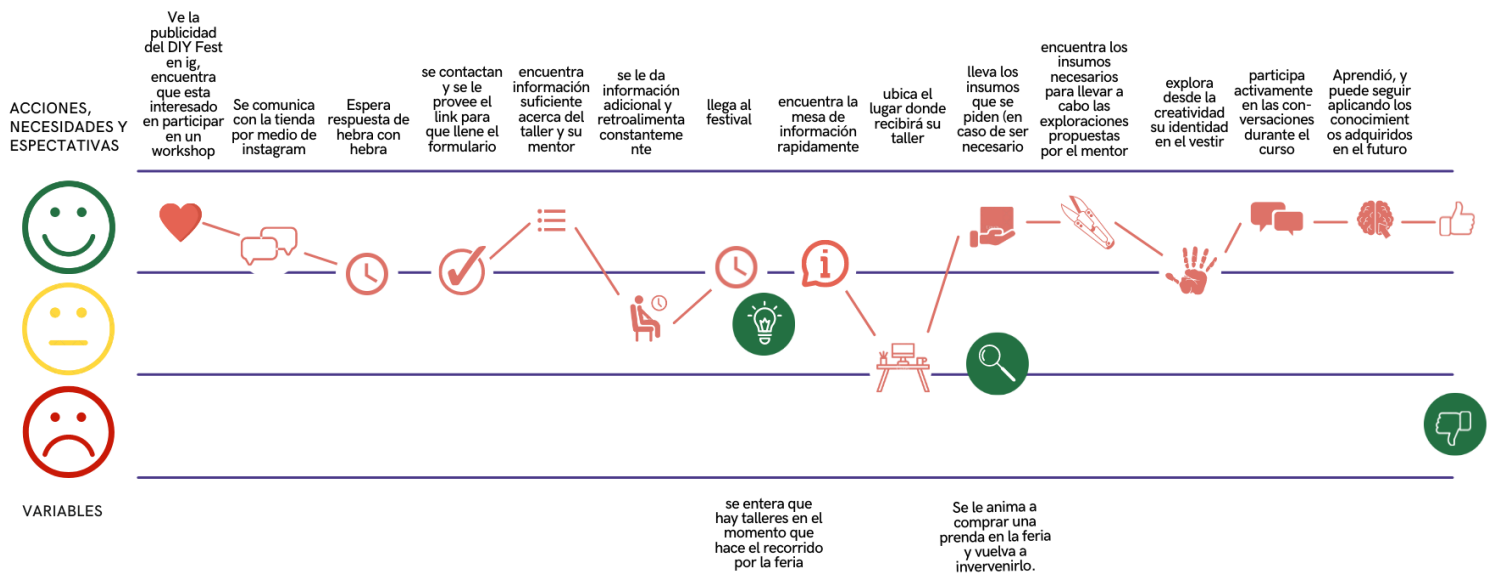 ACCIONES,
NECESIDADES Y
ESPECTATIVAS
Ve la
publicidad
del DIY Fest
en ig,
encuentra
que esta
interesado
en participar
en un
workshop
Se comunica
con la tienda
por medio de
instagram
Espera
respuesta de
hebra con
hebra
se contactan
y se le
provee el
link para
que llene el
formulario
encuentra
información
suficiente
acerca del
taller y su
mentor
se le da
información
adicional y
retroalimenta
constanteme
nte
llega al
festival
encuentra la
mesa de
información
rapidamente
ubica el
lugar donde
recibirá su
taller
lleva los
insumos
que se
piden (en
caso de ser
necesario
encuentra los
insumos
necesarios
para llevar a
cabo las
exploraciones
propuestas
por el mentor
explora
desde la
creatividad
su identidad
en el vestir
participa
activamente
en las con-
versaciones
durante el
curso
Aprendió, y
puede seguir
aplicando los
conocimient
os adquiridos
en el futuro
VARIABLES
se entera que
hay talleres en el
momento que
hace el recorrido
por la feria
Se le anima a
comprar una
prenda en la feria
y vuelva a
invervenirlo.